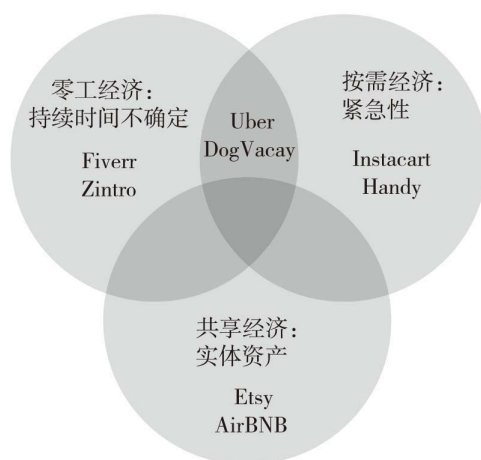 零工经济：
持续时间不确定
Fiverr
Zintro
Uber
DogVacay
按需经济：
紧急性
Instacart
Handy
共享经济：
实体资产
Etsy
AirBNB